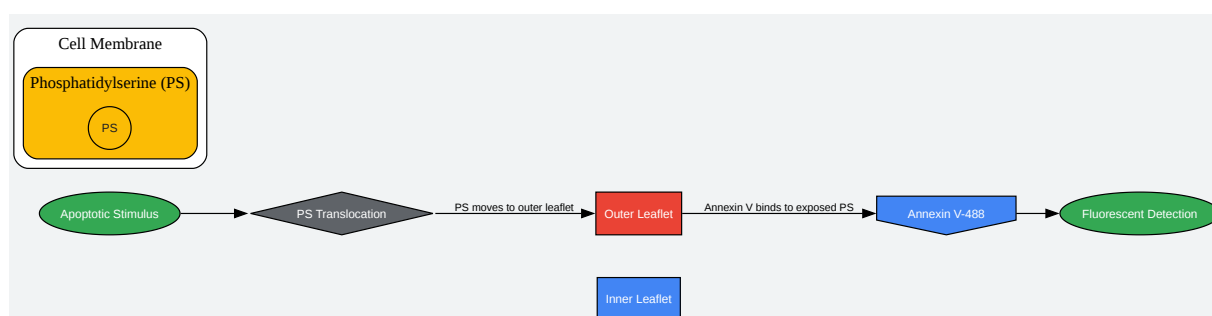 Cell Membrane
Phosphatidylserine (PS)
PS
Apoptotic Stimulus
PS Translocation
PS moves to outer leaflet
Outer Leaflet
Annexin V binds to exposed PS
Annexin V-488
Fluorescent Detection
Inner Leaflet